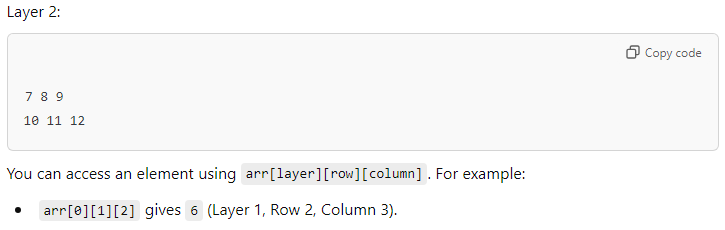 Layer 2:
Copy code
7 8 9
10 11 12
You can access an element using arr[layer][row][column]. For example:
• arr[0][1][2] gives 6 (Layer 1, Row 2, Column 3).